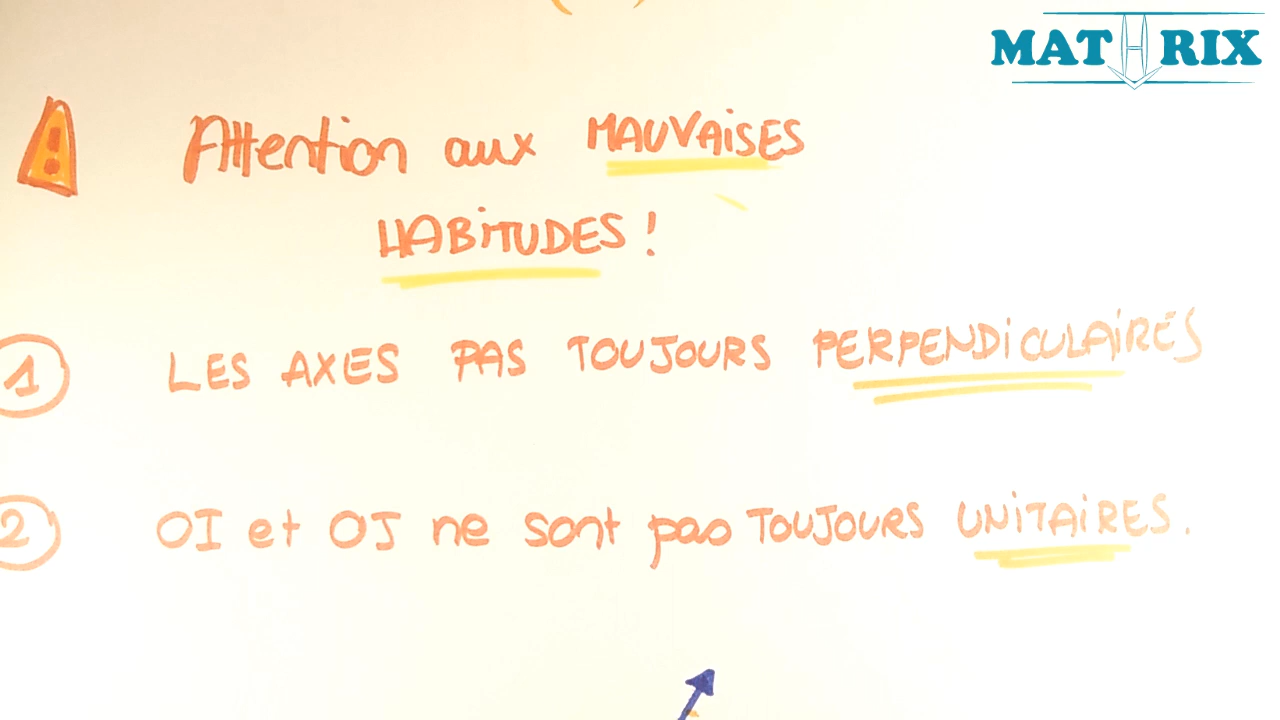 MATHRIX
Attention aux MAUVAISES
HABITUDES !
1 LES AXES PAS TOUJOURS PERPENDICULAIRES
2 OI et OJ ne sont pas TOUJOURS UNITAIRES.